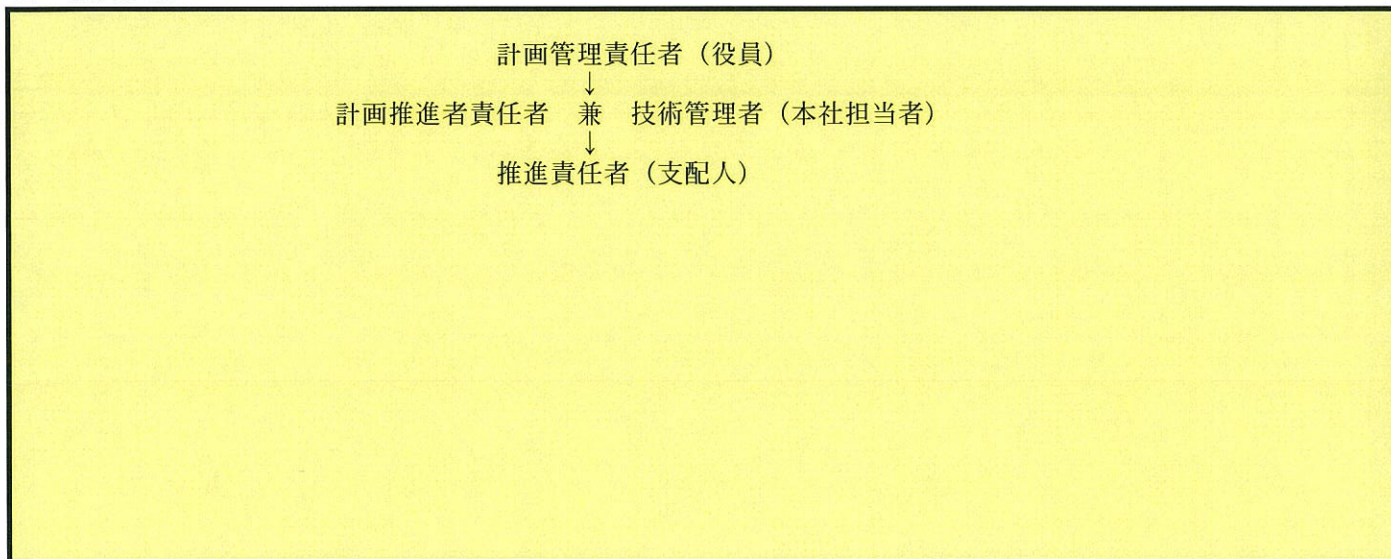 計画管理責任者（役員）
↓
計画推進者責任者　兼　技術管理者（本社担当者）
↓
推進責任者（支配人）